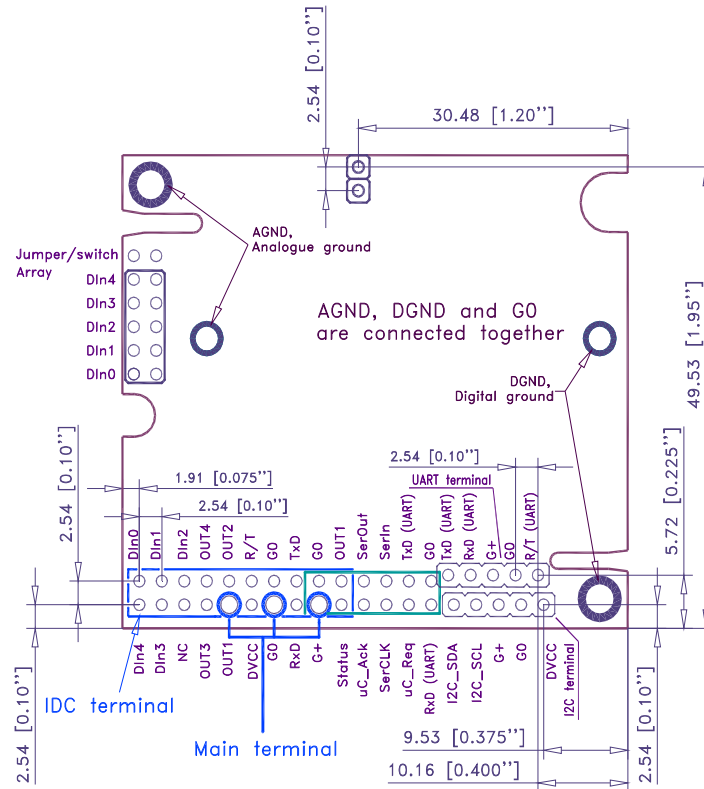 30.48 [1.20'']
2.54 [0.10'']
AGND,
Analogue ground
Jumper/switch
Array
DIn4
DIn3
DIn2
DIn1
DIn0
AGND, DGND and G0
are connected together
DGND,
Digital ground
49.53 [1.95'']
2.54 [0.10'']
1.91 [0.075'']
2.54 [0.10'']
2.54 [0.10'']
UART terminal
5.72 [0.225'']
DIn0
DIn1
DIn2
OUT4
OUT2
R/T
G0
TxD
G0
OUT1
SerOut
SerIn
TxD (UART)
G0
TxD (UART)
RxD (UART)
G+
G0
R/T (UART)
DIn4
DIn3
NC
OUT3
OUT1
DVCC
G0
RxD
G+
Status
uC_Ack
SerCLK
uC_Req
RxD (UART)
I2C_SDA
I2C_SCL
G+
G0
DVCC
I2C terminal
IDC terminal
Main terminal
2.54 [0.10'']
9.53 [0.375'']
10.16 [0.400'']
2.54 [0.10'']